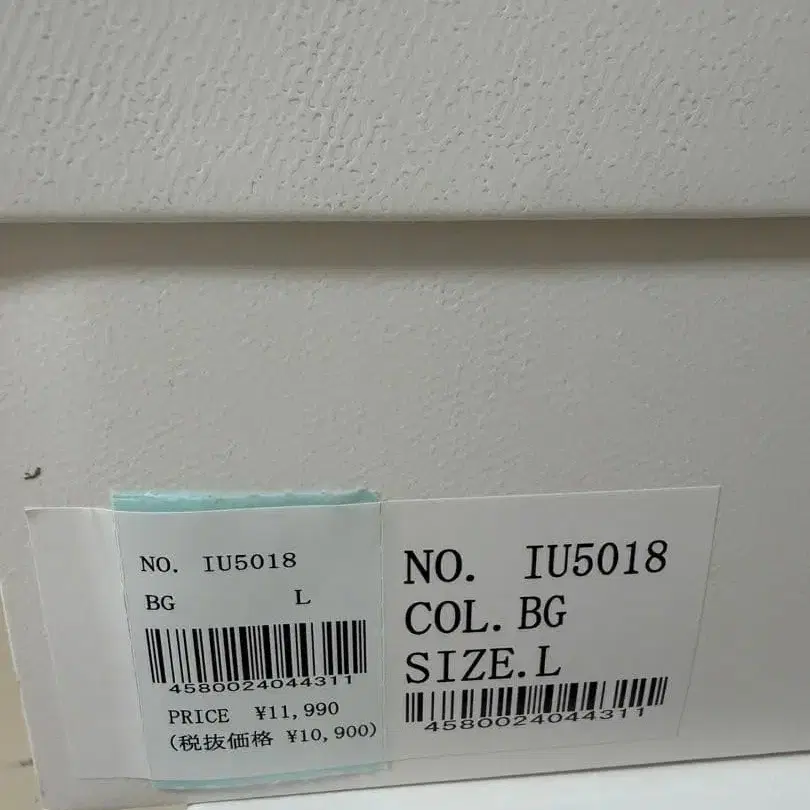 NO. IU5018
BG L
4580024044311
PRICE ¥11,990
(税抜価格 ¥10,900)
NO. IU5018
COL. BG
SIZE. L
4580024044311